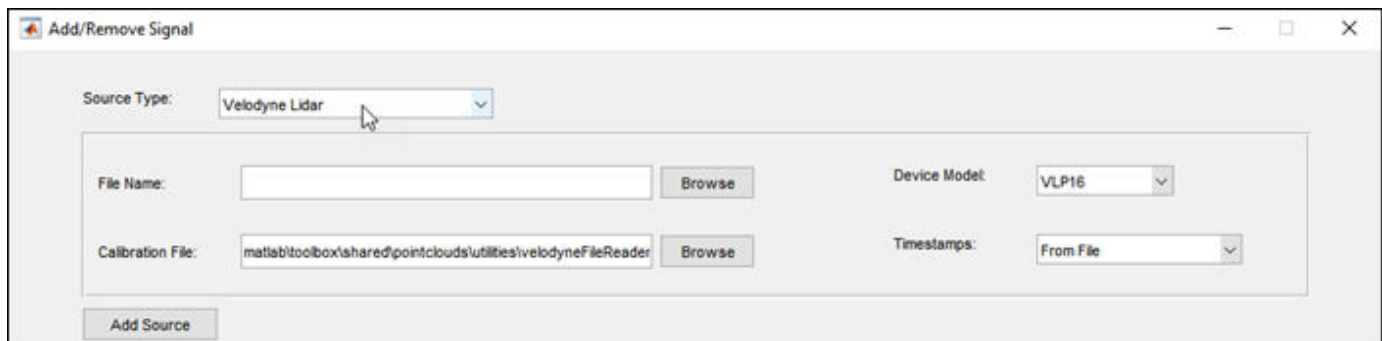 Add/Remove Signal
Source Type: Velodyne Lidar
File Name: Browse Device Model: VLP16
Calibration File: matlab\toolbox\shared\pointclouds\utilities\velodyneFileReader Browse Timestamps: From File
Add Source